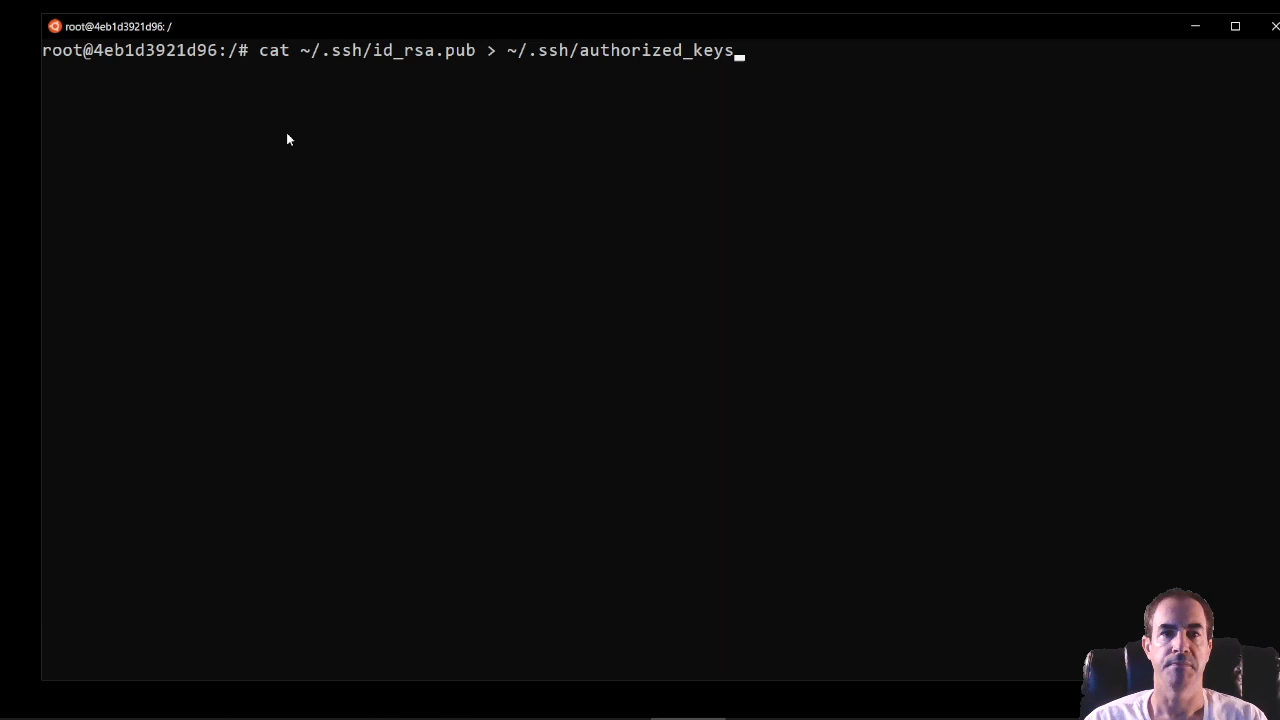 root@4eb1d3921d96: /
root@4eb1d3921d96:/# cat ~/.ssh/id_rsa.pub > ~/.ssh/authorized_keys